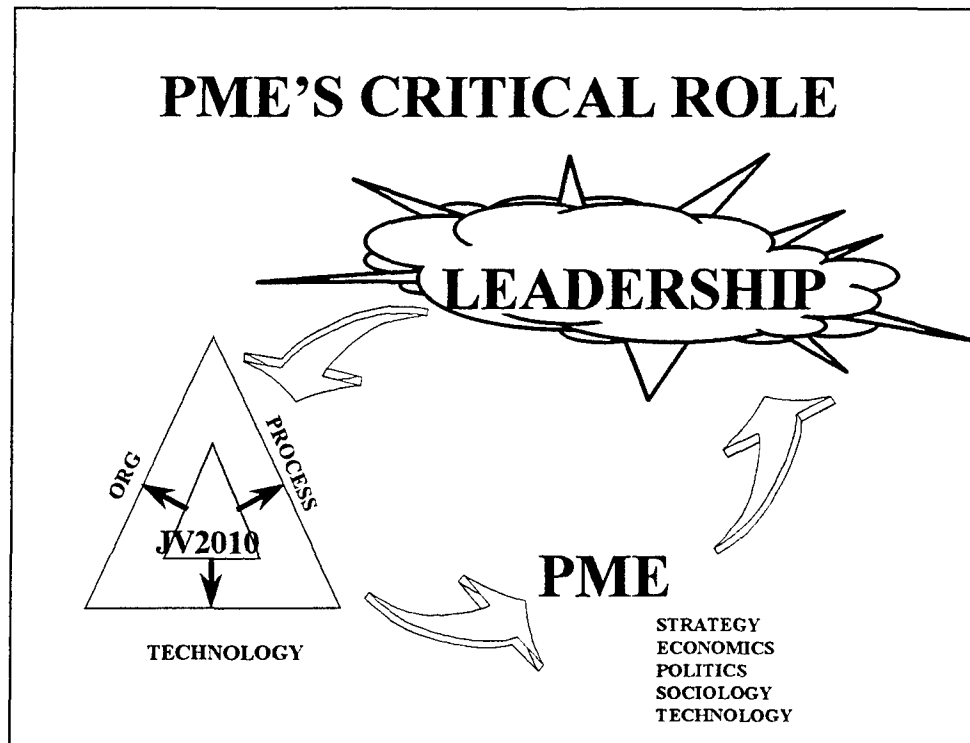 PME'S CRITICAL ROLE
LEADERSHIP
ORG
PROCESS
JV2010
TECHNOLOGY
PME
STRATEGY
ECONOMICS
POLITICS
SOCIOLOGY
TECHNOLOGY